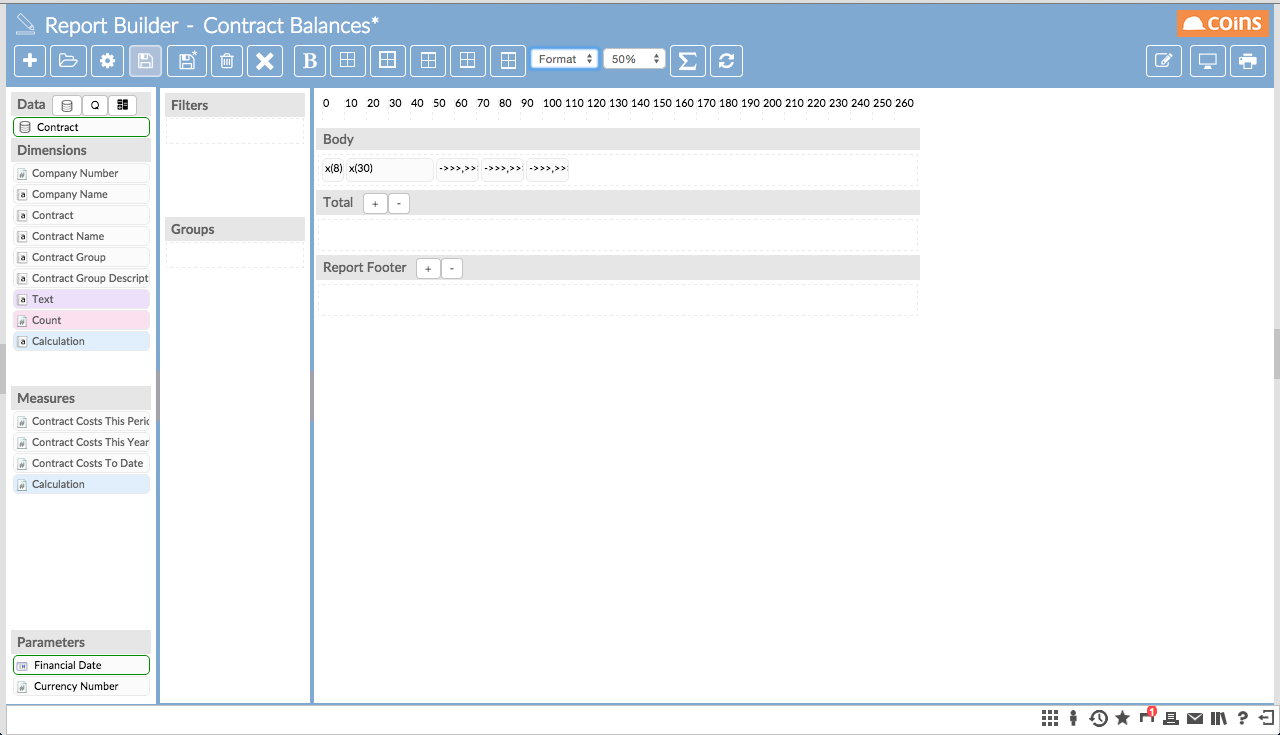 Report Builder - Contract Balances*
coins
B
Format
50%
Σ
Data
Q
Contract
Dimensions
# Company Number
a Company Name
a Contract
a Contract Name
a Contract Group
a Contract Group Descript
a Text
# Count
a Calculation
Measures
# Contract Costs This Peri
# Contract Costs This Year
# Contract Costs To Date
# Calculation
Parameters
Financial Date
# Currency Number
Filters
Groups
0 10 20 30 40 50 60 70 80 90 100 110 120 130 140 150 160 170 180 190 200 210 220 230 240 250 260
Body
x(8) x(30) ->>>,>> ->>>,>> ->>>,>>
Total + -
Report Footer + -
1
?